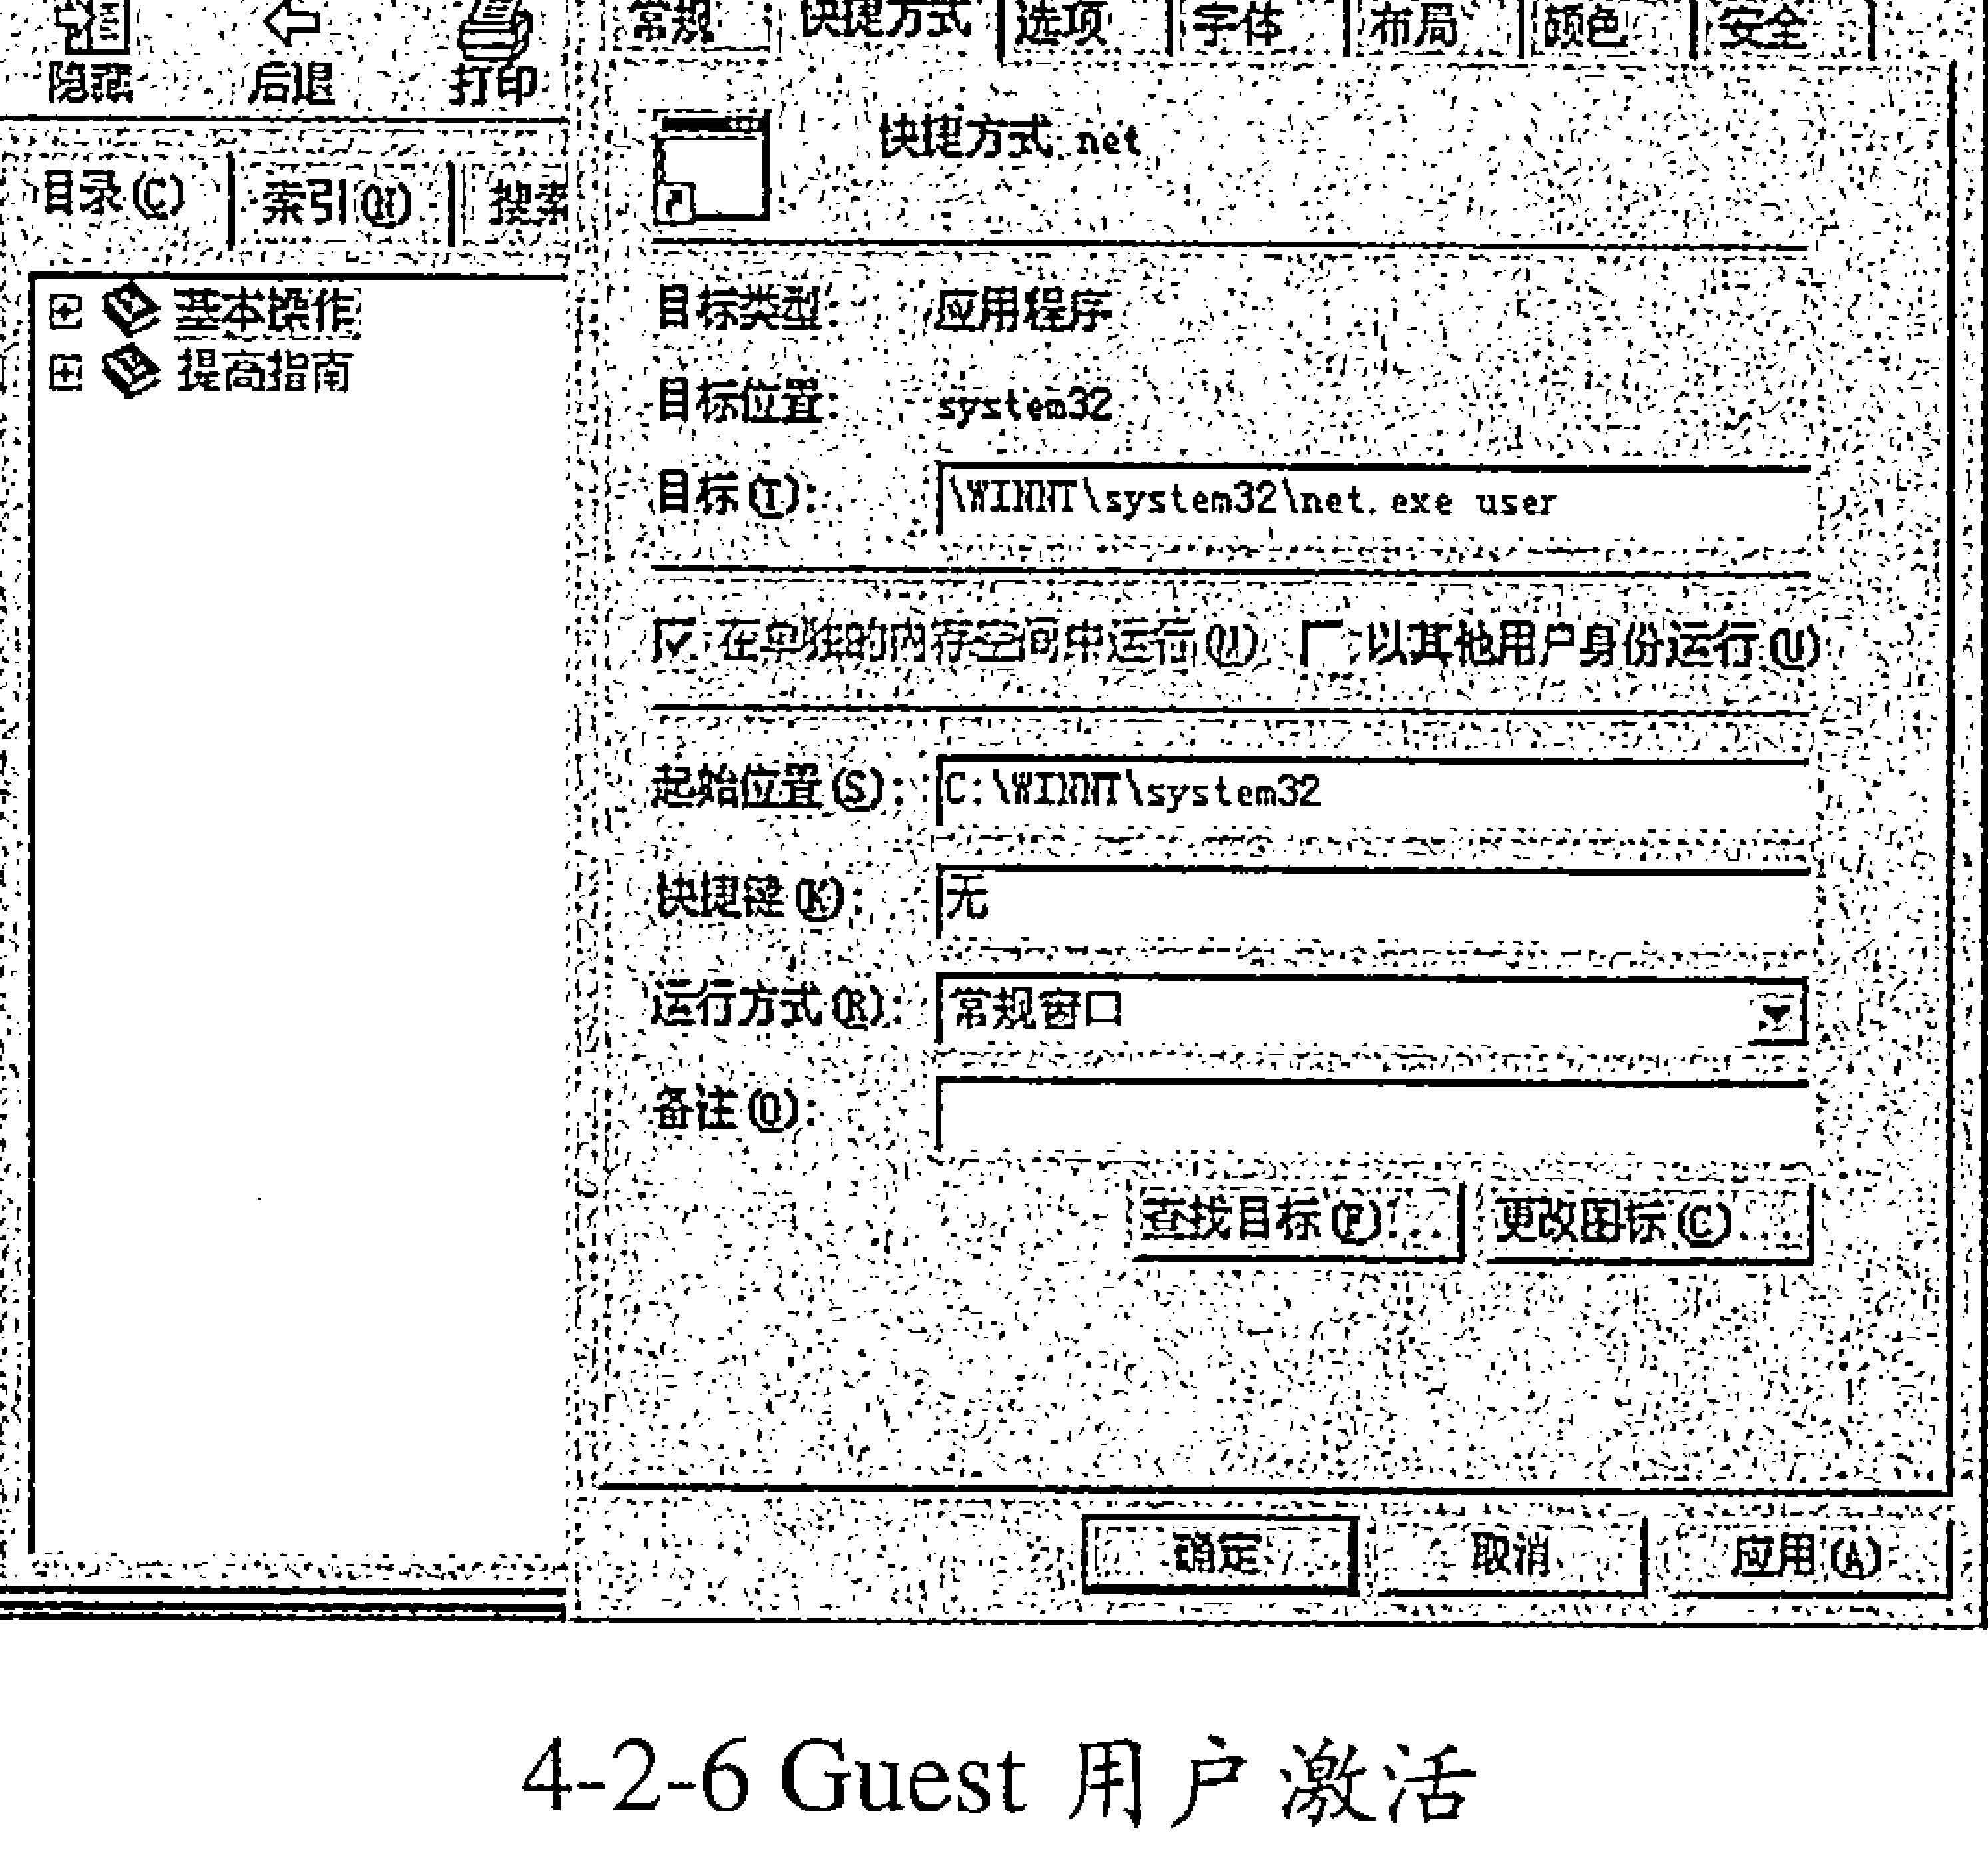 隐藏 后退 打印
目录(C) 索引(N) 搜索
基本操作
提高指南
常规 快捷方式 选项 字体 布局 颜色 安全
快捷方式 net
目标类型: 应用程序
目标位置: system32
目标(T): \WINNT\system32\net.exe user
在单独的内存空间中运行(M) 以其他用户身份运行(U)
起始位置(S): C:\WINNT\system32
快捷键(K): 无
运行方式(R): 常规窗口
备注(O):
查找目标(F)... 更改图标(C)...
确定 取消 应用(A)
4-2-6 Guest 用户激活